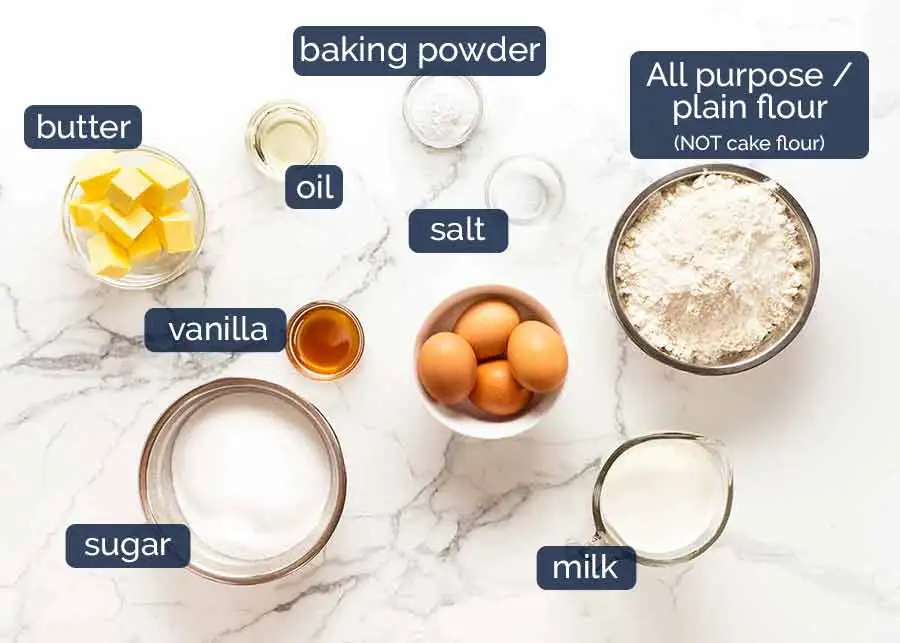 baking powder
All purpose /
plain flour
(NOT cake flour)
butter
oil
salt
vanilla
sugar
milk